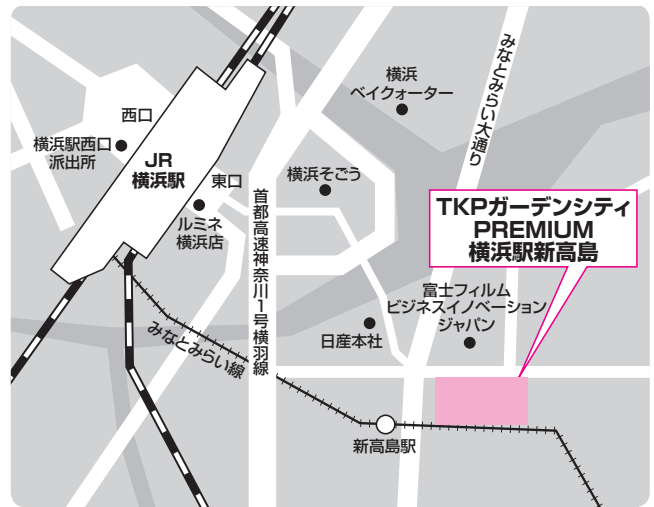 横浜
ベイクォーター
みなとみらい大通り
西口
横浜駅西口
派出所
JR
横浜駅
東口
ルミネ
横浜店
首都高速神奈川1号横羽線
横浜そごう
TKPガーデンシティ
PREMIUM
横浜駅新高島
富士フィルム
ビジネスイノベーション
ジャパン
日産本社
みなとみらい線
新高島駅